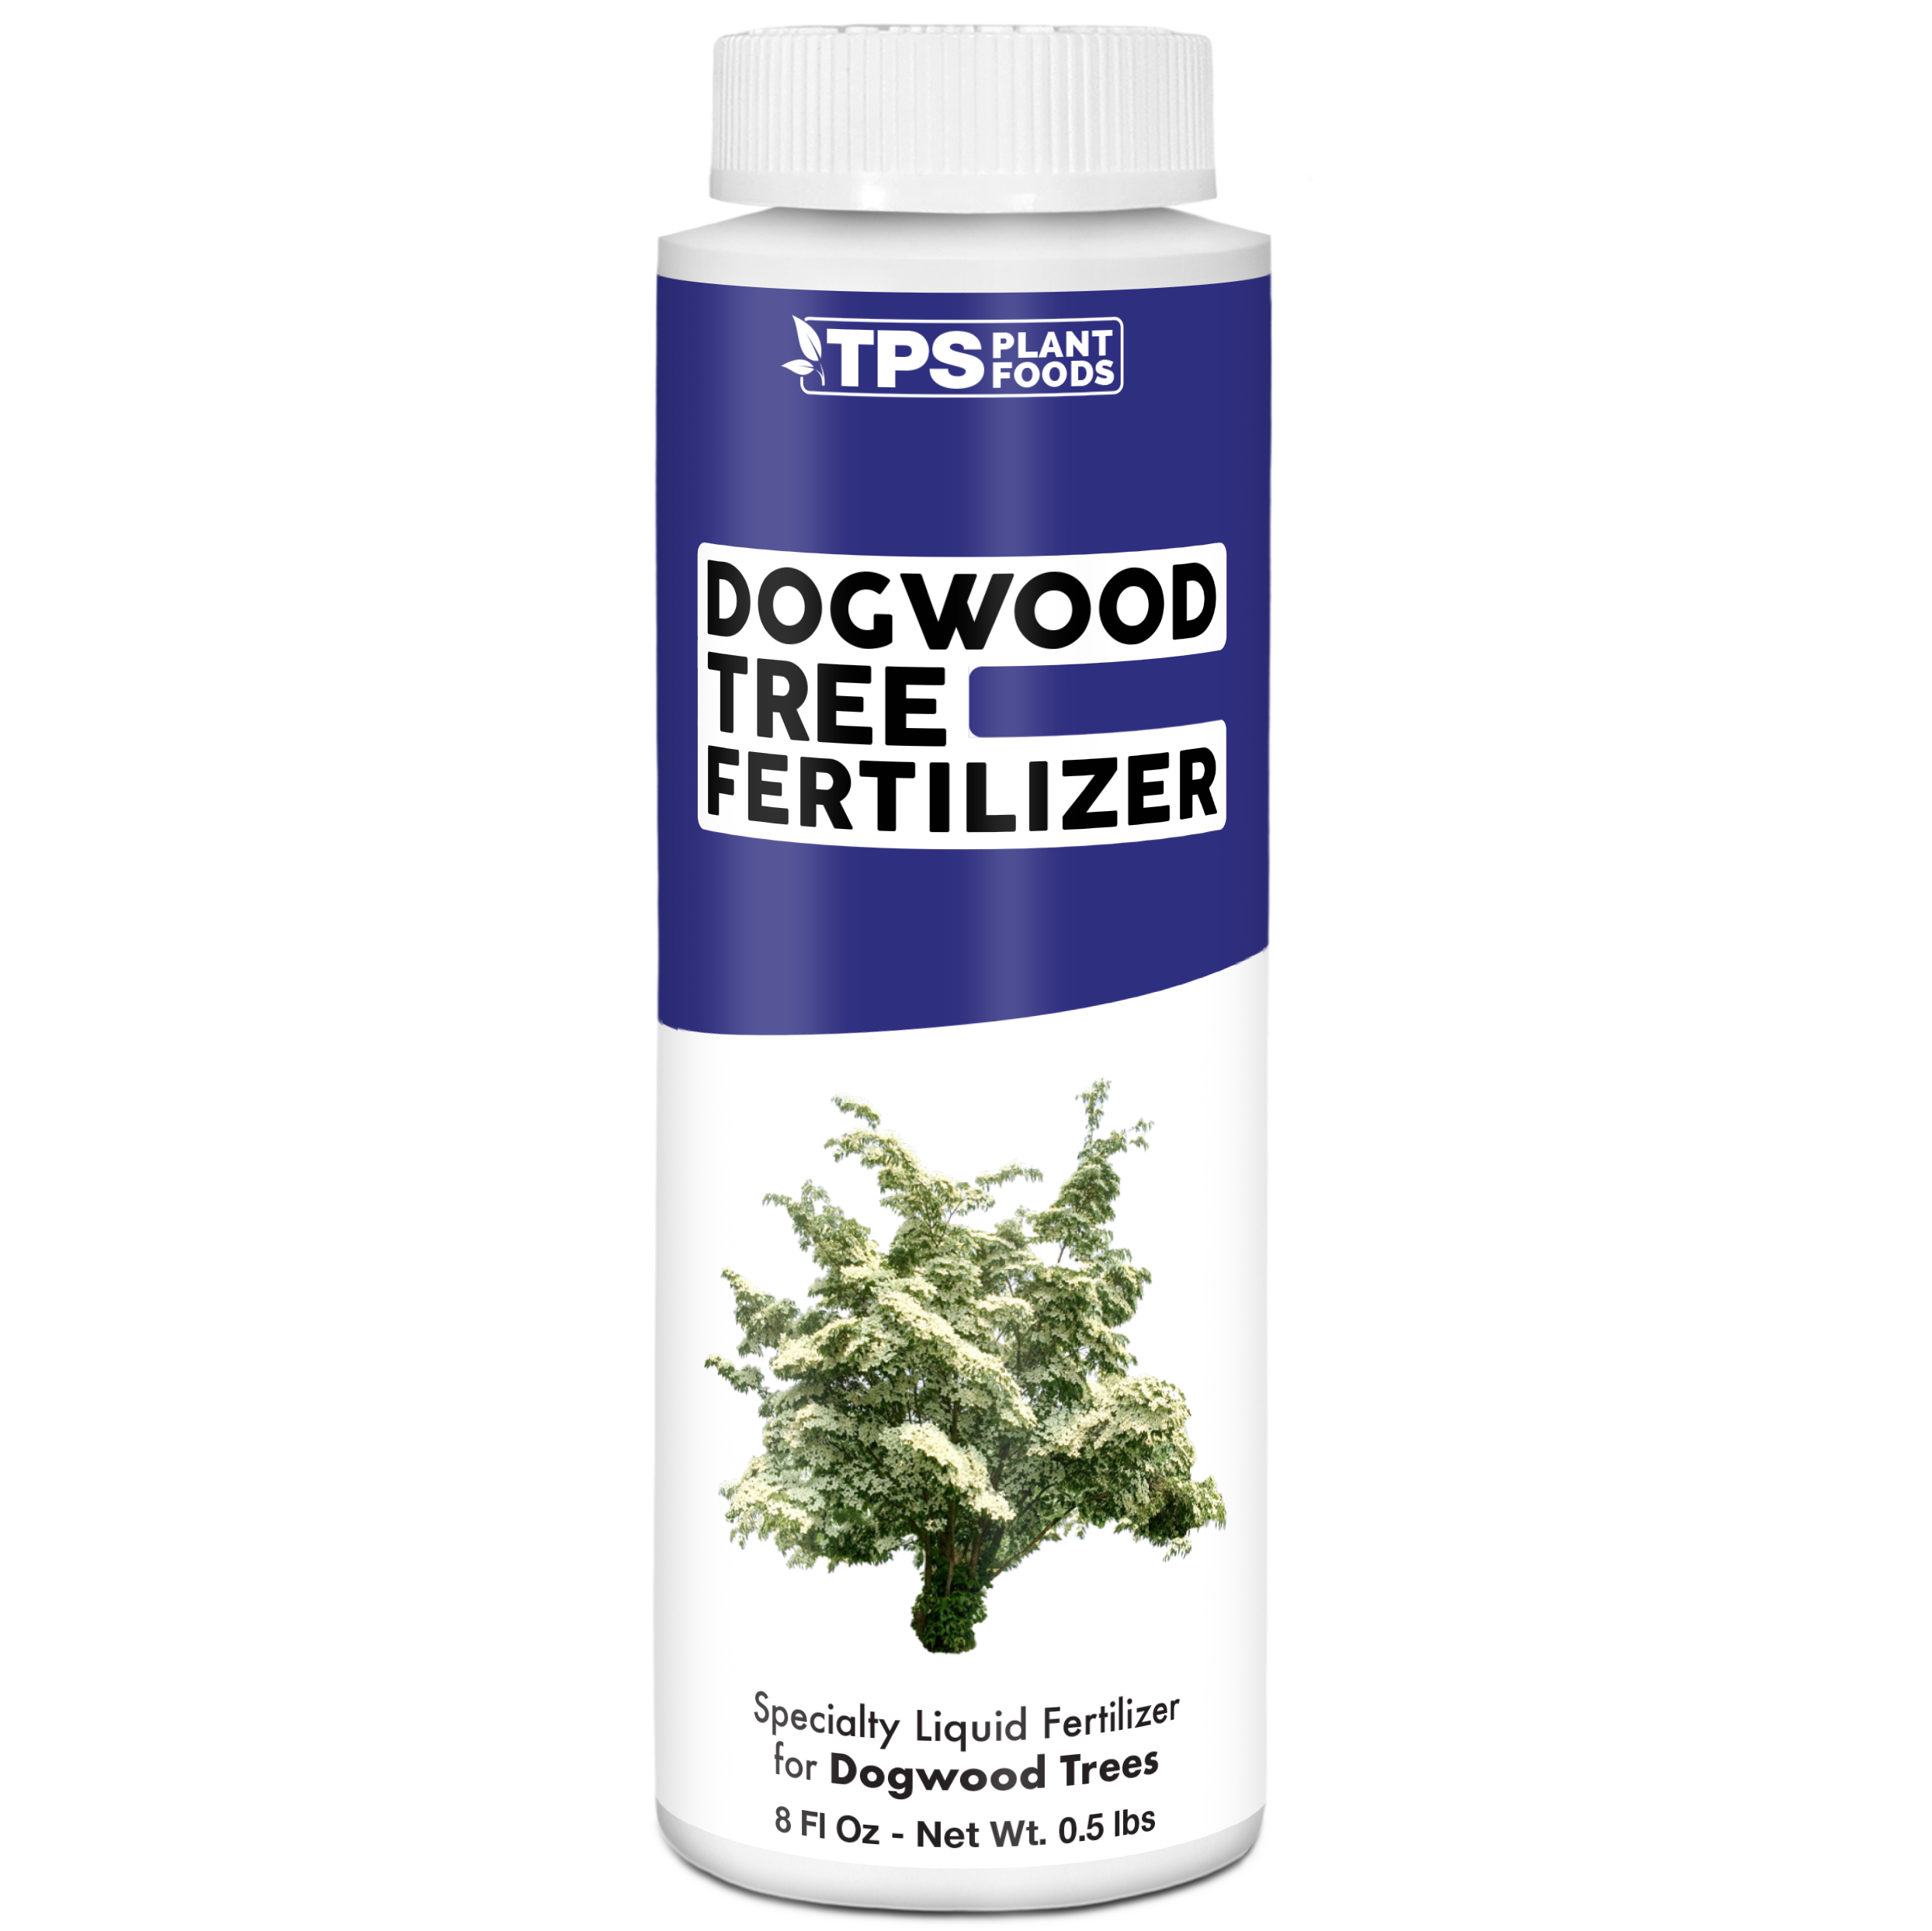 TPS PLANT FOODS
DOGWOOD
TREE
FERTILIZER
Specialty Liquid Fertilizer
for Dogwood Trees
8 Fl Oz - Net Wt. 0.5 lbs